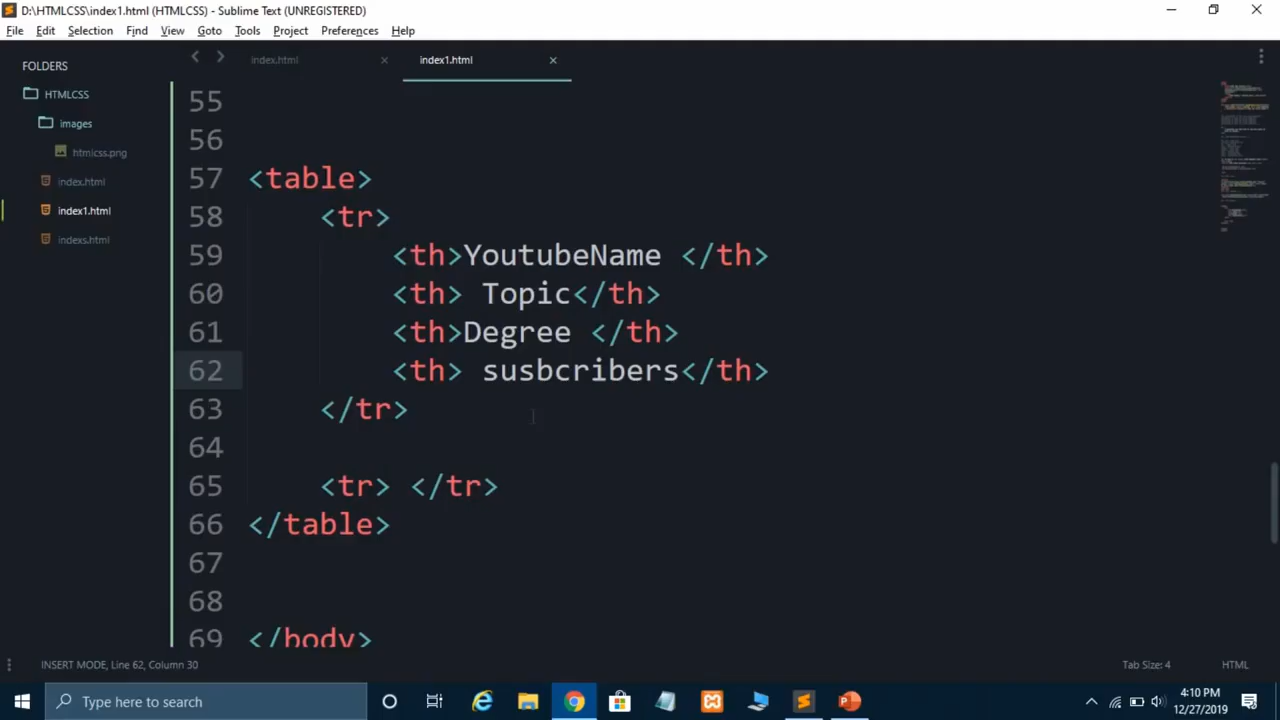 D:\HTMLCSS\index1.html (HTMLCSS) - Sublime Text (UNREGISTERED)
File Edit Selection Find View Goto Tools Project Preferences Help
FOLDERS
HTMLCSS
images
htmlcss.png
index.html
index1.html
indexs.html
index.html
index1.html
55
56
57 <table>
58 <tr>
59 <th>YoutubeName </th>
60 <th> Topic</th>
61 <th>Degree </th>
62 <th> susbcribers</th>
63 </tr>
64
65 <tr> </tr>
66 </table>
67
68
69 </body>
INSERT MODE, Line 62, Column 30
Tab Size: 4
HTML
Type here to search
4:10 PM
12/27/2019